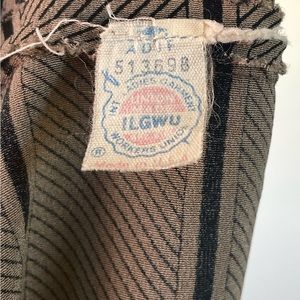 513698
INT'L LADIES GARMENT
UNION
MADE
ILGWU
WORKERS UNION
®